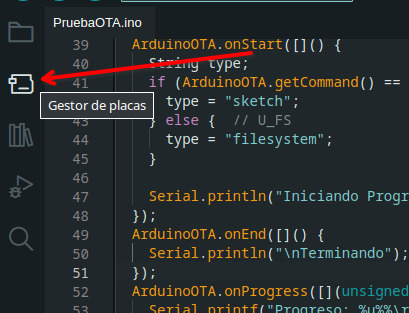 PruebaOTA.ino
39 ArduinoOTA.onStart([]() {
40 String type;
41 if (ArduinoOTA.getCommand() ==
Gestor de placas
type = "sketch";
43 } else { // U_FS
44 type = "filesystem";
45 }
46
47 Serial.println("Iniciando Progr
48 });
49 ArduinoOTA.onEnd([]() {
50 Serial.println("\nTerminando");
51 });
52 ArduinoOTA.onProgress([](unsigned
53 Serial.printf("Progreso: %u%%\r